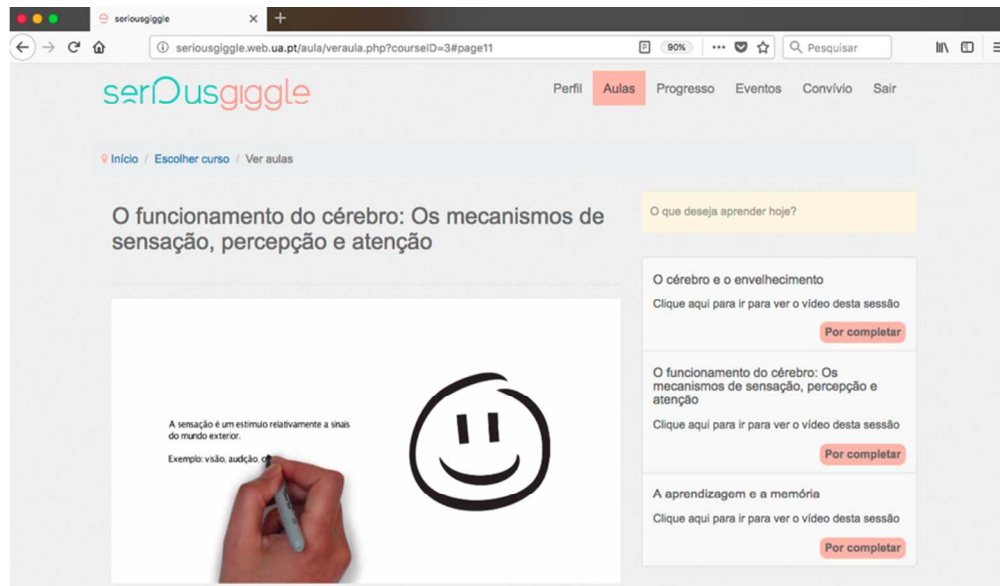 seriousgiggle
seriousgiggle.web.ua.pt/aula/veraula.php?courseID=3#page11
90%
Pesquisar
seriousgiggle
Perfil Aulas Progresso Eventos Convívio Sair
Início / Escolher curso / Ver aulas
O funcionamento do cérebro: Os mecanismos de
sensação, percepção e atenção
A sensação é um estimulo relativamente a sinais
do mundo exterior.
Exemplo: visão, audição,
O que deseja aprender hoje?
O cérebro e o envelhecimento
Clique aqui para ir para ver o vídeo desta sessão
Por completar
O funcionamento do cérebro: Os
mecanismos de sensação, percepção e
atenção
Clique aqui para ir para ver o vídeo desta sessão
Por completar
A aprendizagem e a memória
Clique aqui para ir para ver o vídeo desta sessão
Por completar